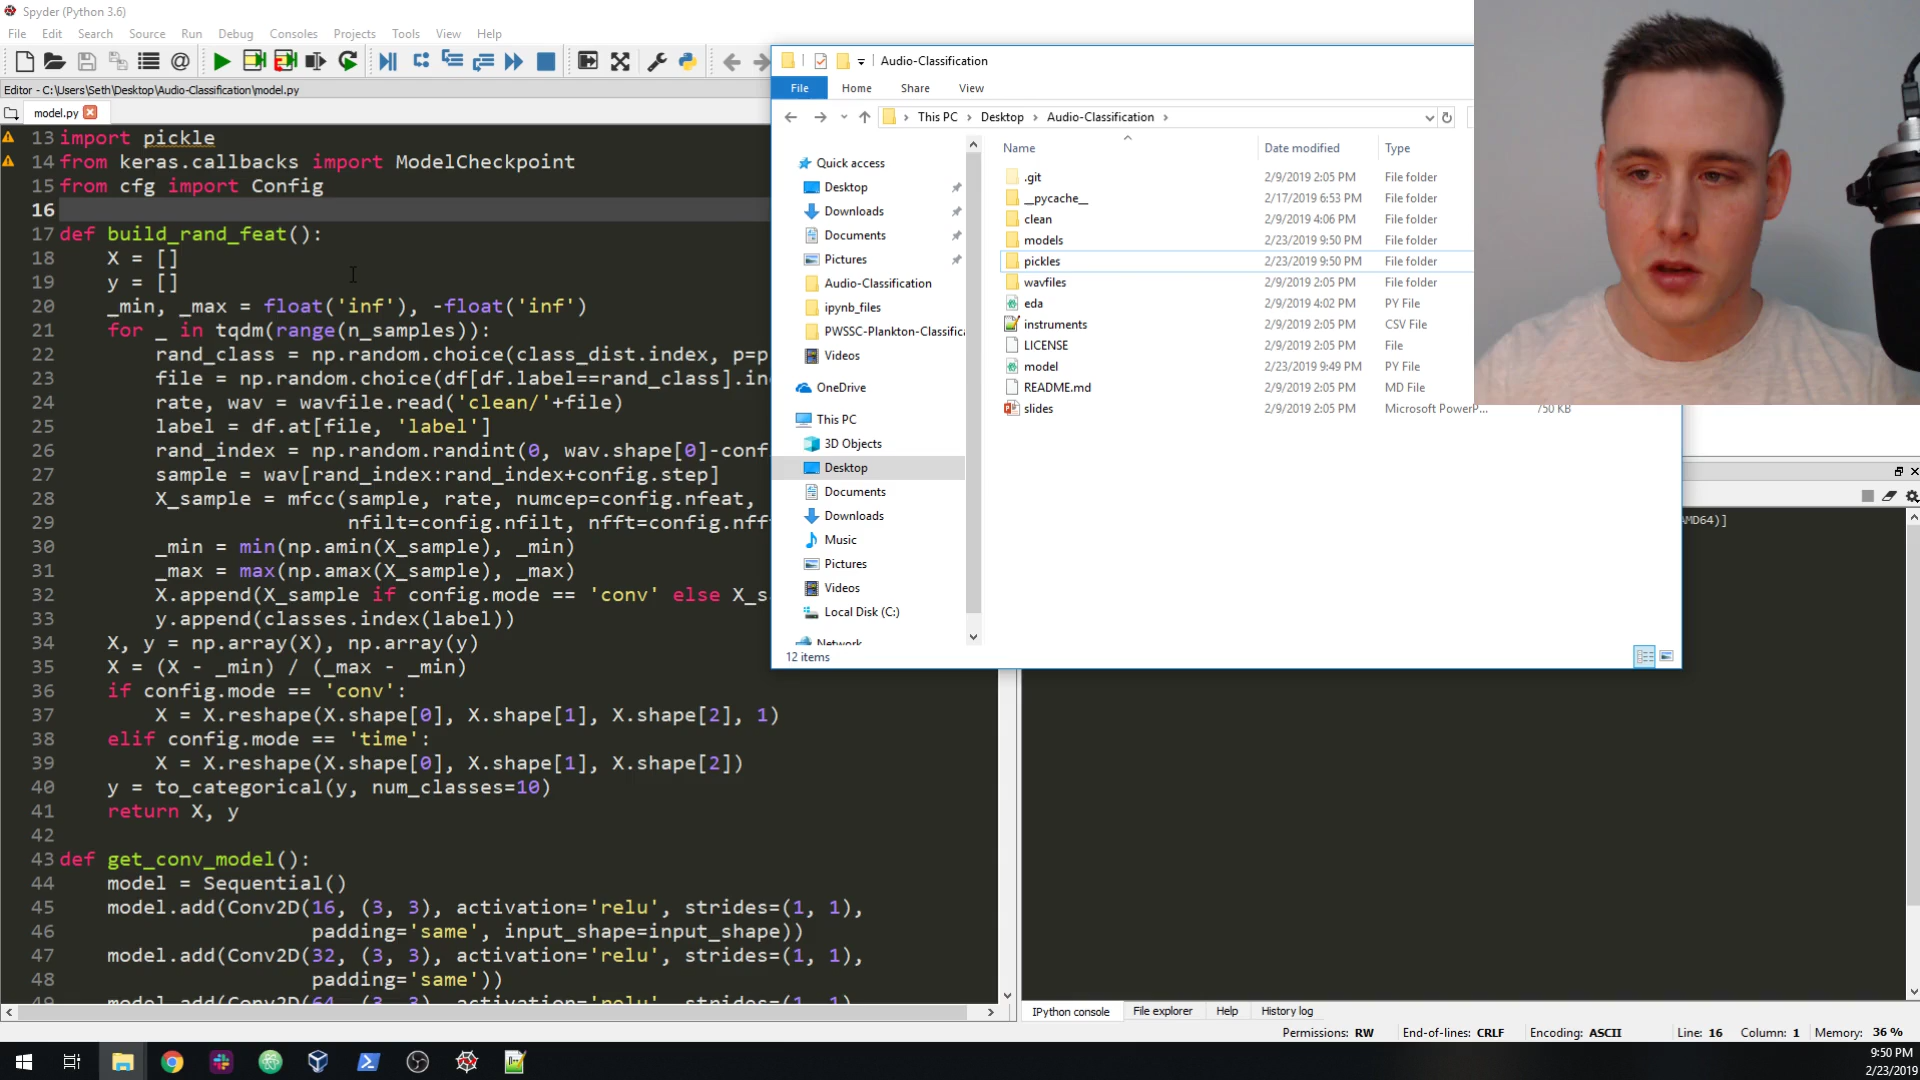 Spyder (Python 3.6)
File Edit Search Source Run Debug Consoles Projects Tools View Help
Editor - C:\Users\Seth\Desktop\Audio-Classification\model.py
model.py
13 import pickle
14 from keras.callbacks import ModelCheckpoint
15 from cfg import Config
16
17 def build_rand_feat():
18 X = []
19 y = []
20 _min, _max = float('inf'), -float('inf')
21 for _ in tqdm(range(n_samples)):
22 rand_class = np.random.choice(class_dist.index, p=p
23 file = np.random.choice(df[df.label==rand_class].in
24 rate, wav = wavfile.read('clean/'+file)
25 label = df.at[file, 'label']
26 rand_index = np.random.randint(0, wav.shape[0]-conf
27 sample = wav[rand_index:rand_index+config.step]
28 X_sample = mfcc(sample, rate, numcep=config.nfeat,
29 nfilt=config.nfilt, nfft=config.nff
30 _min = min(np.amin(X_sample), _min)
31 _max = max(np.amax(X_sample), _max)
32 X.append(X_sample if config.mode == 'conv' else X_s
33 y.append(classes.index(label))
34 X, y = np.array(X), np.array(y)
35 X = (X - _min) / (_max - _min)
36 if config.mode == 'conv':
37 X = X.reshape(X.shape[0], X.shape[1], X.shape[2], 1)
38 elif config.mode == 'time':
39 X = X.reshape(X.shape[0], X.shape[1], X.shape[2])
40 y = to_categorical(y, num_classes=10)
41 return X, y
42
43 def get_conv_model():
44 model = Sequential()
45 model.add(Conv2D(16, (3, 3), activation='relu', strides=(1, 1),
46 padding='same', input_shape=input_shape))
47 model.add(Conv2D(32, (3, 3), activation='relu', strides=(1, 1),
48 padding='same'))
49 model.add(Conv2D(64, (3, 3), activation='relu', strides=(1, 1),
Audio-Classification
File Home Share View
This PC Desktop Audio-Classification
Quick access
Desktop
Downloads
Documents
Pictures
Audio-Classification
ipynb_files
PWSSC-Plankton-Classifica
Videos
OneDrive
This PC
3D Objects
Desktop
Documents
Downloads
Music
Pictures
Videos
Local Disk (C:)
Network
Name Date modified Type
.git 2/9/2019 2:05 PM File folder
__pycache__ 2/17/2019 6:53 PM File folder
clean 2/9/2019 4:06 PM File folder
models 2/23/2019 9:50 PM File folder
pickles 2/23/2019 9:50 PM File folder
wavfiles 2/9/2019 2:05 PM File folder
eda 2/9/2019 4:02 PM PY File
instruments 2/9/2019 2:05 PM CSV File
LICENSE 2/9/2019 2:05 PM File
model 2/23/2019 9:49 PM PY File
README.md 2/9/2019 2:05 PM MD File
slides 2/9/2019 2:05 PM Microsoft PowerP... 750 KB
12 items
AMD64)]
IPython console File explorer Help History log
Permissions: RW End-of-lines: CRLF Encoding: ASCII Line: 16 Column: 1 Memory: 36 %
9:50 PM
2/23/2019